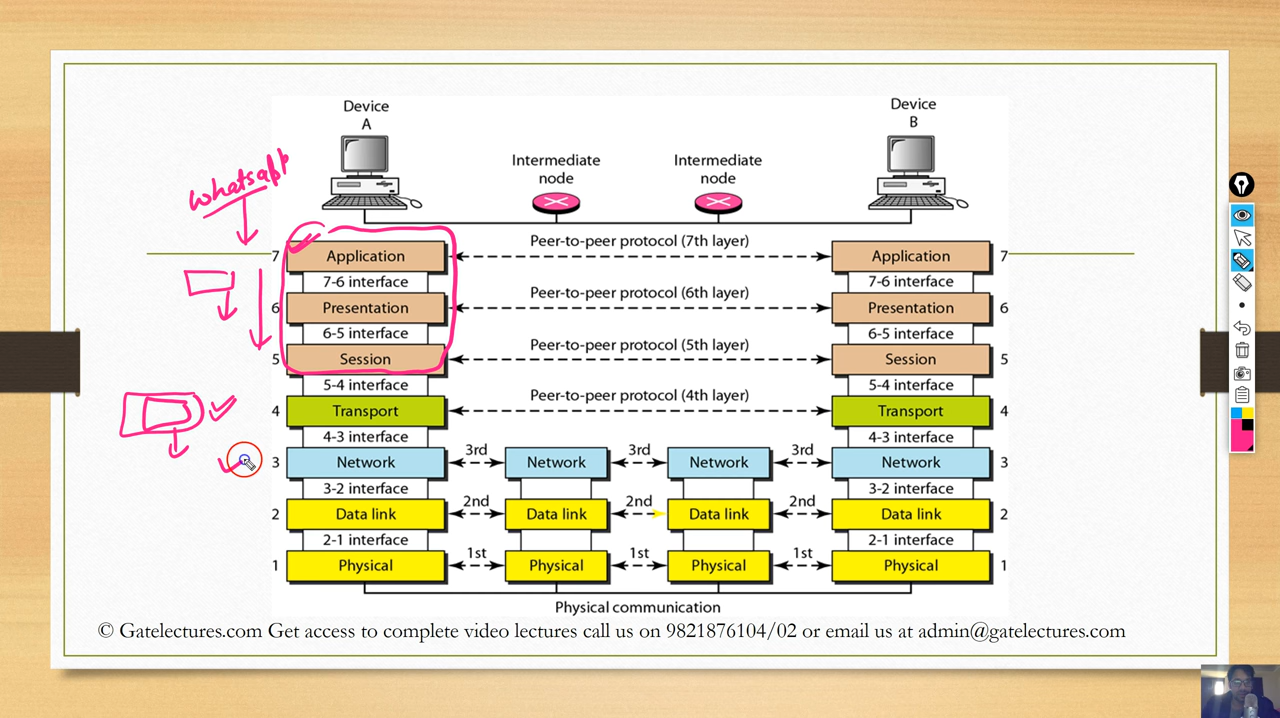 Device
A
Device
B
Intermediate
node
Intermediate
node
whatsapp
Peer-to-peer protocol (7th layer)
7 Application
Application 7
7-6 interface
7-6 interface
Peer-to-peer protocol (6th layer)
6 Presentation
Presentation 6
6-5 interface
6-5 interface
Peer-to-peer protocol (5th layer)
5 Session
Session 5
5-4 interface
5-4 interface
Peer-to-peer protocol (4th layer)
4 Transport
Transport 4
4-3 interface
4-3 interface
3rd 3rd 3rd
3 Network Network Network Network 3
3-2 interface
3-2 interface
2nd 2nd 2nd
2 Data link Data link Data link Data link 2
2-1 interface
2-1 interface
1st 1st 1st
1 Physical Physical Physical Physical 1
Physical communication
© Gatelectures.com Get access to complete video lectures call us on 9821876104/02 or email us at admin@gatelectures.com